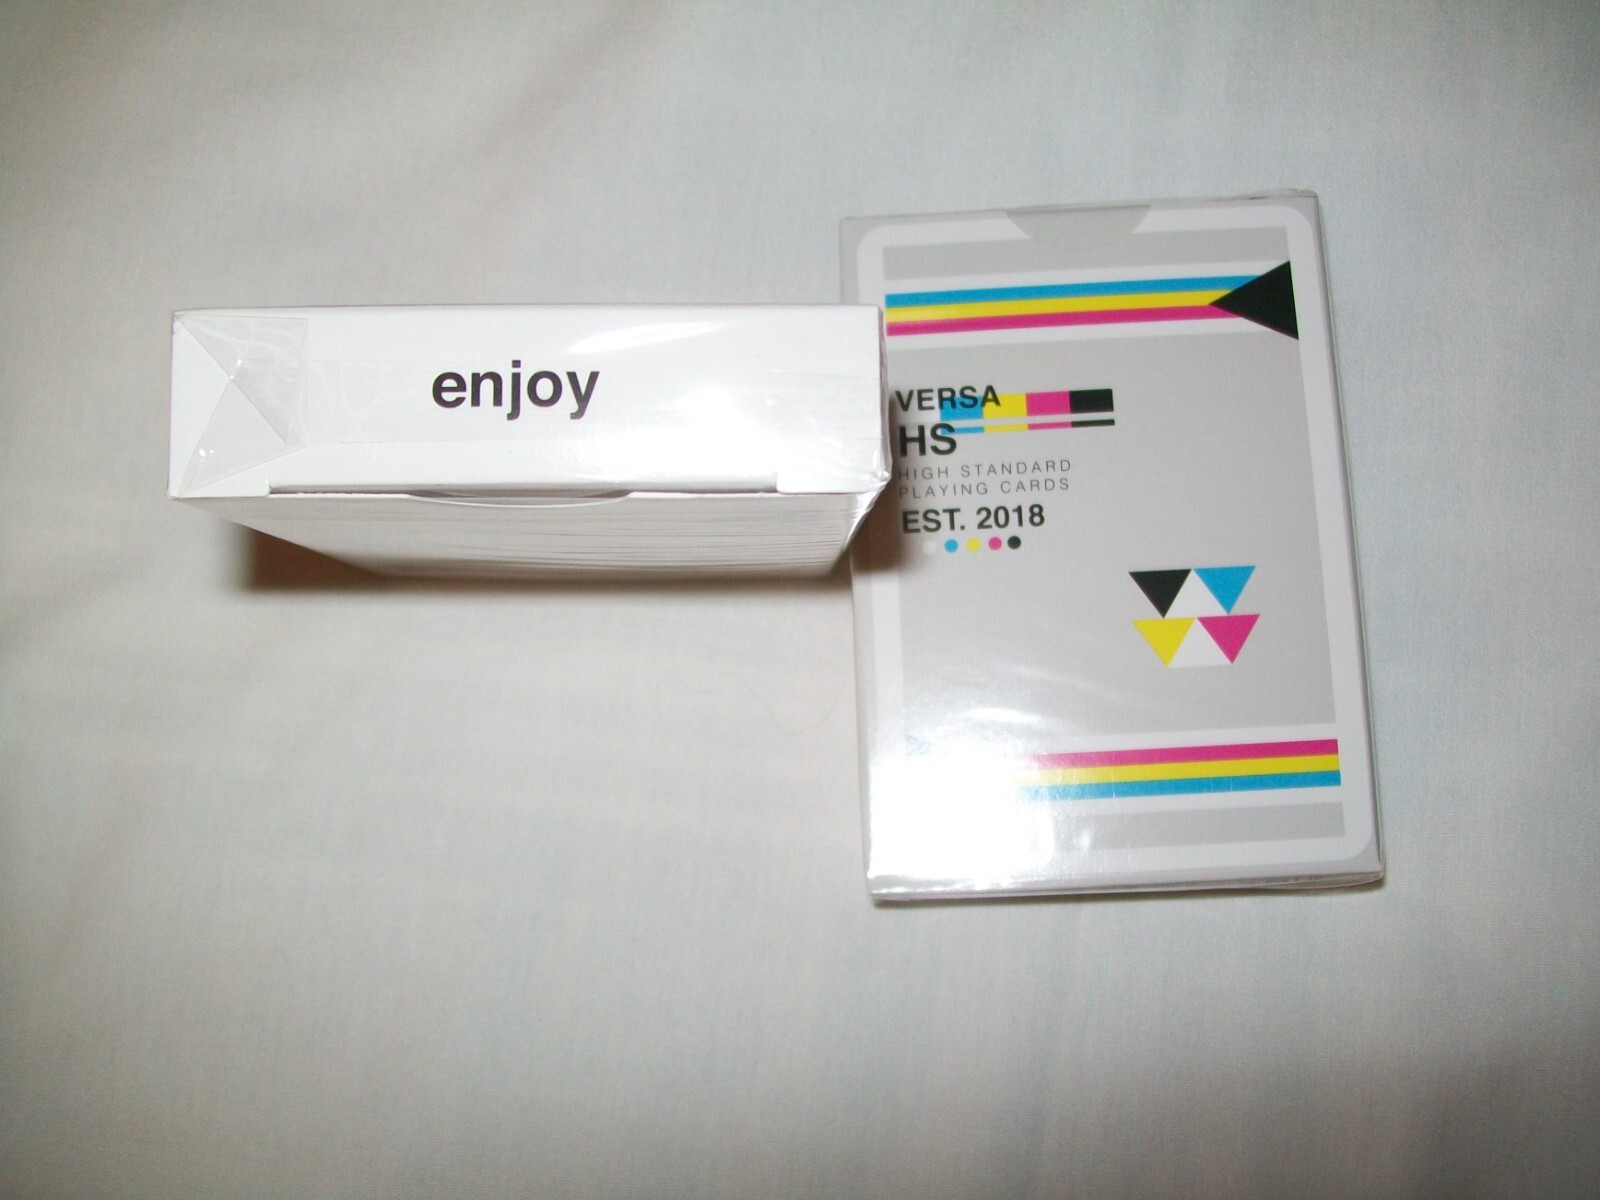 enjoy
VERSA
HS
HIGH STANDARD
PLAYING CARDS
EST. 2018